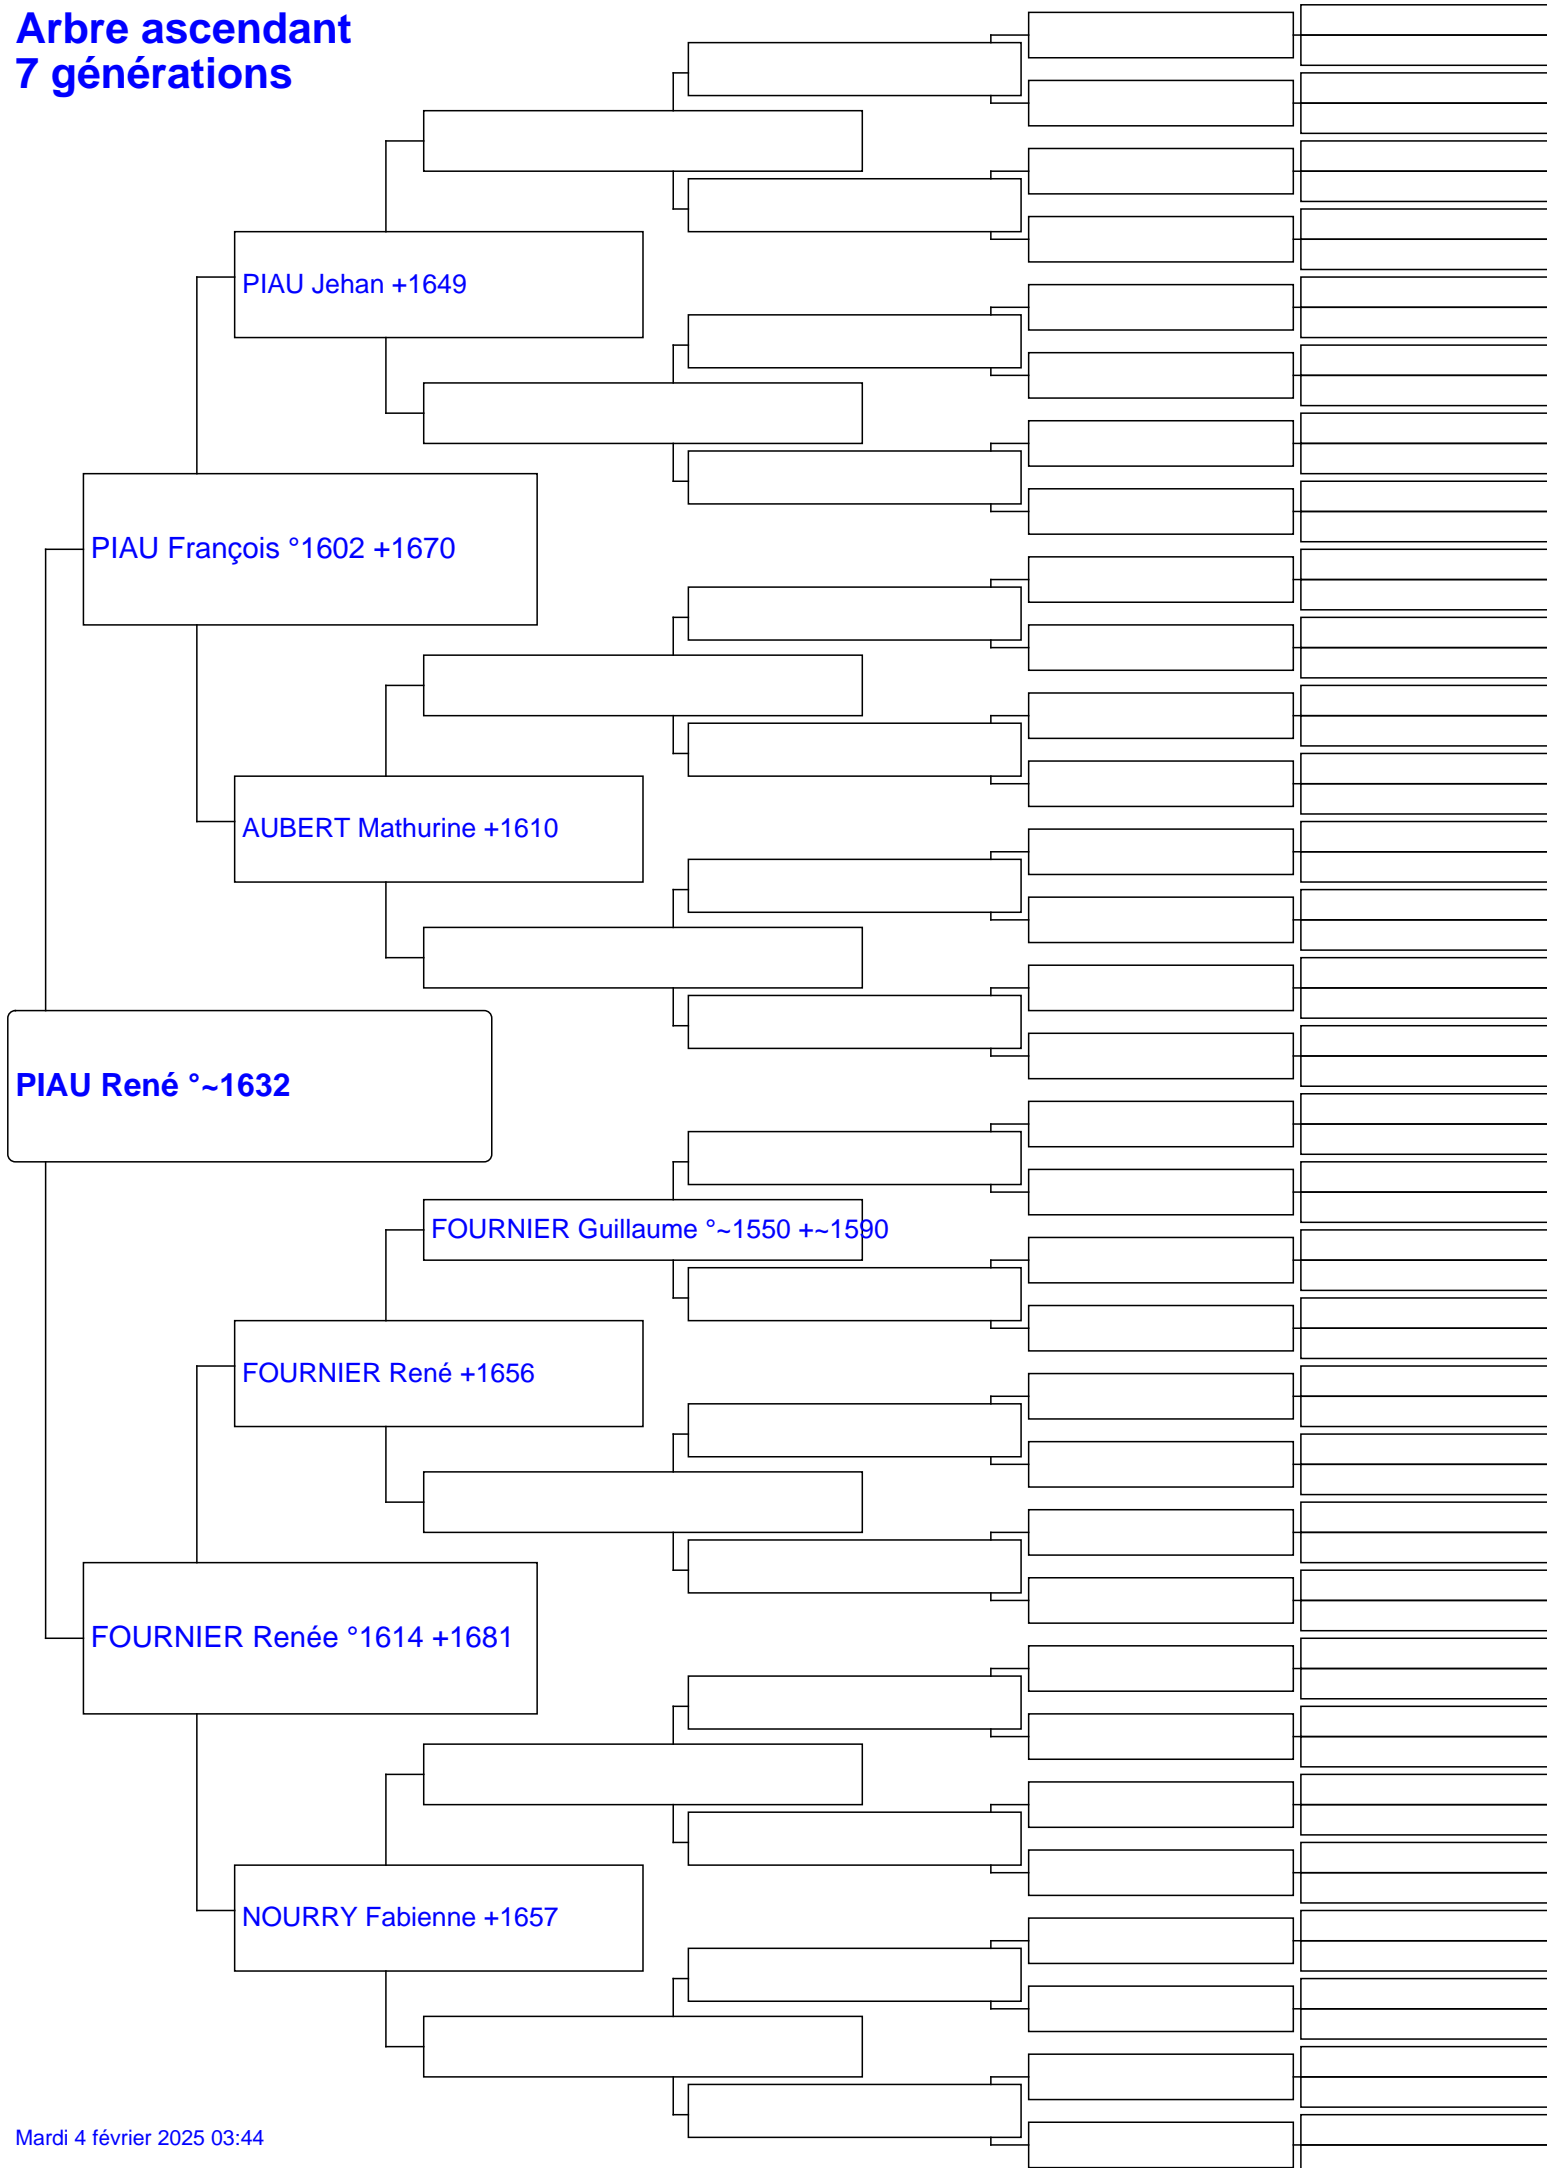 Arbre ascendant
7 générations
PIAU Jehan +1649
PIAU François °1602 +1670
AUBERT Mathurine +1610
PIAU René °~1632
FOURNIER Guillaume °~1550 +~1590
FOURNIER René +1656
FOURNIER Renée °1614 +1681
NOURRY Fabienne +1657
Mardi 4 février 2025 03:44